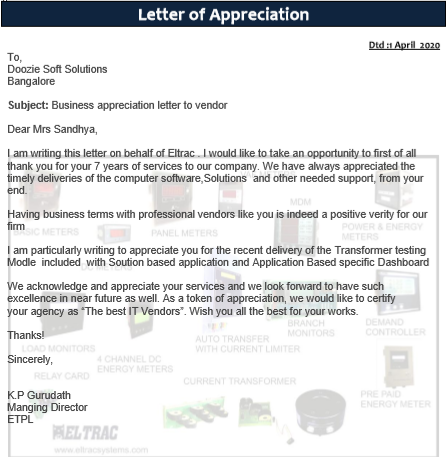 Letter of Appreciation
Dtd :1 April 2020
To,
Doozie Soft Solutions
Bangalore
Subject: Business appreciation letter to vendor
Dear Mrs Sandhya,
I am writing this letter on behalf of Eltrac . I would like to take an opportunity to first of all
thank you for your 7 years of services to our company. We have always appreciated the
timely deliveries of the computer software,Solutions and other needed support, from your
end.
MDM
Having business terms with professional vendors like you is indeed a positive verity for our
firm
BASIC METERS
PANEL METERS
POWER & ENERGY
METERS
I am particularly writing to appreciate you for the recent delivery of the Transformer testing
Modle included with Soution based application and Application Based specific Dashboard
We acknowledge and appreciate your services and we look forward to have such
excellence in near future as well. As a token of appreciation, we would like to certify
your agency as “The best IT Vendors”. Wish you all the best for your works.
Thanks!
AUTO TRANSFER
WITH CURRENT LIMITER
BRANCH
MONITORS
DEMAND
CONTROLLER
LOAD MONITORS
Sincerely,
4 CHANNEL DC
ENERGY METERS
RELAY CARD
CURRENT TRANSFORMER
PRE PAID
ENERGY METER
K.P Gurudath
Manging Director
ETPL
ELTRAC
www.eltracsystems.com